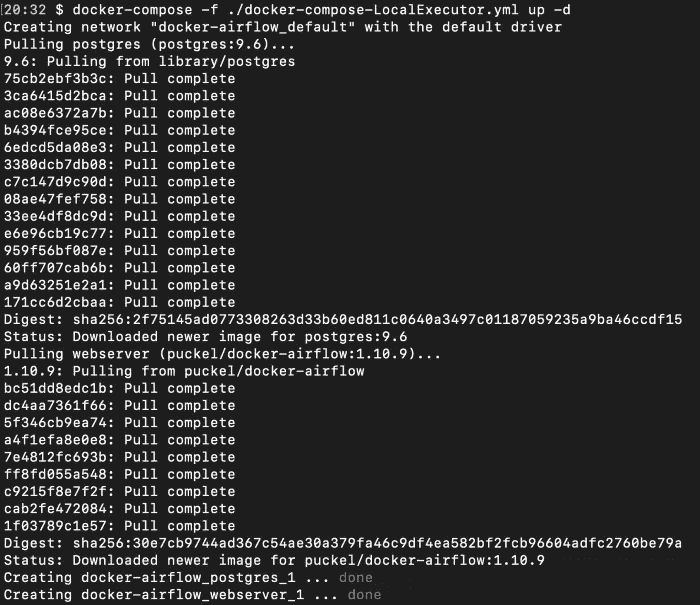 [20:32 $ docker-compose -f ./docker-compose-LocalExecutor.yml up -d
Creating network "docker-airflow_default" with the default driver
Pulling postgres (postgres:9.6)...
9.6: Pulling from library/postgres
75cb2ebf3b3c: Pull complete
3ca6415d2bca: Pull complete
ac08e6372a7b: Pull complete
b4394fce95ce: Pull complete
6edcd5da08e3: Pull complete
3380dcb7db08: Pull complete
c7c147d9c90d: Pull complete
08ae47fef758: Pull complete
33ee4df8dc9d: Pull complete
e6e96cb19c77: Pull complete
959f56bf087e: Pull complete
60ff707cab6b: Pull complete
a9d63251e2a1: Pull complete
171cc6d2cbaa: Pull complete
Digest: sha256:2f75145ad0773308263d33b60ed811c0640a3497c01187059235a9ba46ccdf15
Status: Downloaded newer image for postgres:9.6
Pulling webserver (puckel/docker-airflow:1.10.9)...
1.10.9: Pulling from puckel/docker-airflow
bc51dd8edc1b: Pull complete
dc4aa7361f66: Pull complete
5f346cb9ea74: Pull complete
a4f1efa8e0e8: Pull complete
7e4812fc693b: Pull complete
ff8fd055a548: Pull complete
c9215f8e7f2f: Pull complete
cab2fe472084: Pull complete
1f03789c1e57: Pull complete
Digest: sha256:30e7cb9744ad367c54ae30a379fa46c9df4ea582bf2fcb96604adfc2760be79a
Status: Downloaded newer image for puckel/docker-airflow:1.10.9
Creating docker-airflow_postgres_1 ... done
Creating docker-airflow_webserver_1 ... done